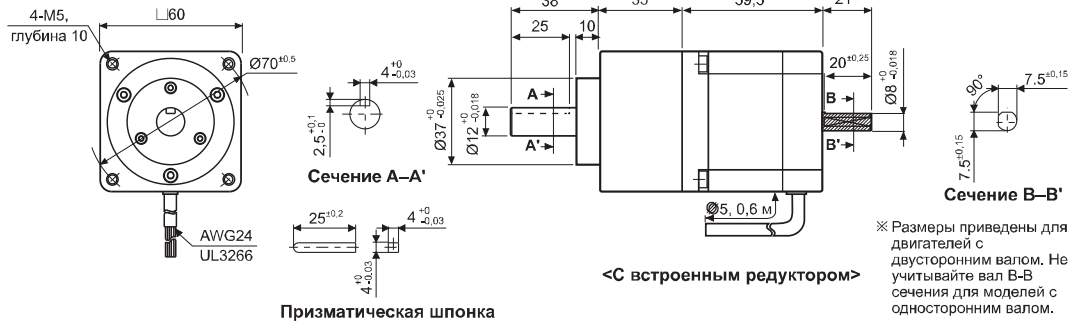 4-M5,
глубина 10
□60
Ø70±0,5
AWG24
UL3266
4+0-0,03
2,5+0,1-0
Сечение A–A'
25±0,2
4+0-0,03
4+0-0,03
Призматическая шпонка
38
35
59,5
21
25
10
Ø37+0-0,025
Ø12+0-0,018
A
A'
20±0,25
Ø8+0-0,018
B
B'
Ø5, 0,6 м
<С встроенным редуктором>
90°
7.5±0,15
7.5±0,15
Сечение B–B'
※ Размеры приведены для
двигателей с
двусторонним валом. Не
учитывайте вал B-B
сечения для моделей с
односторонним валом.